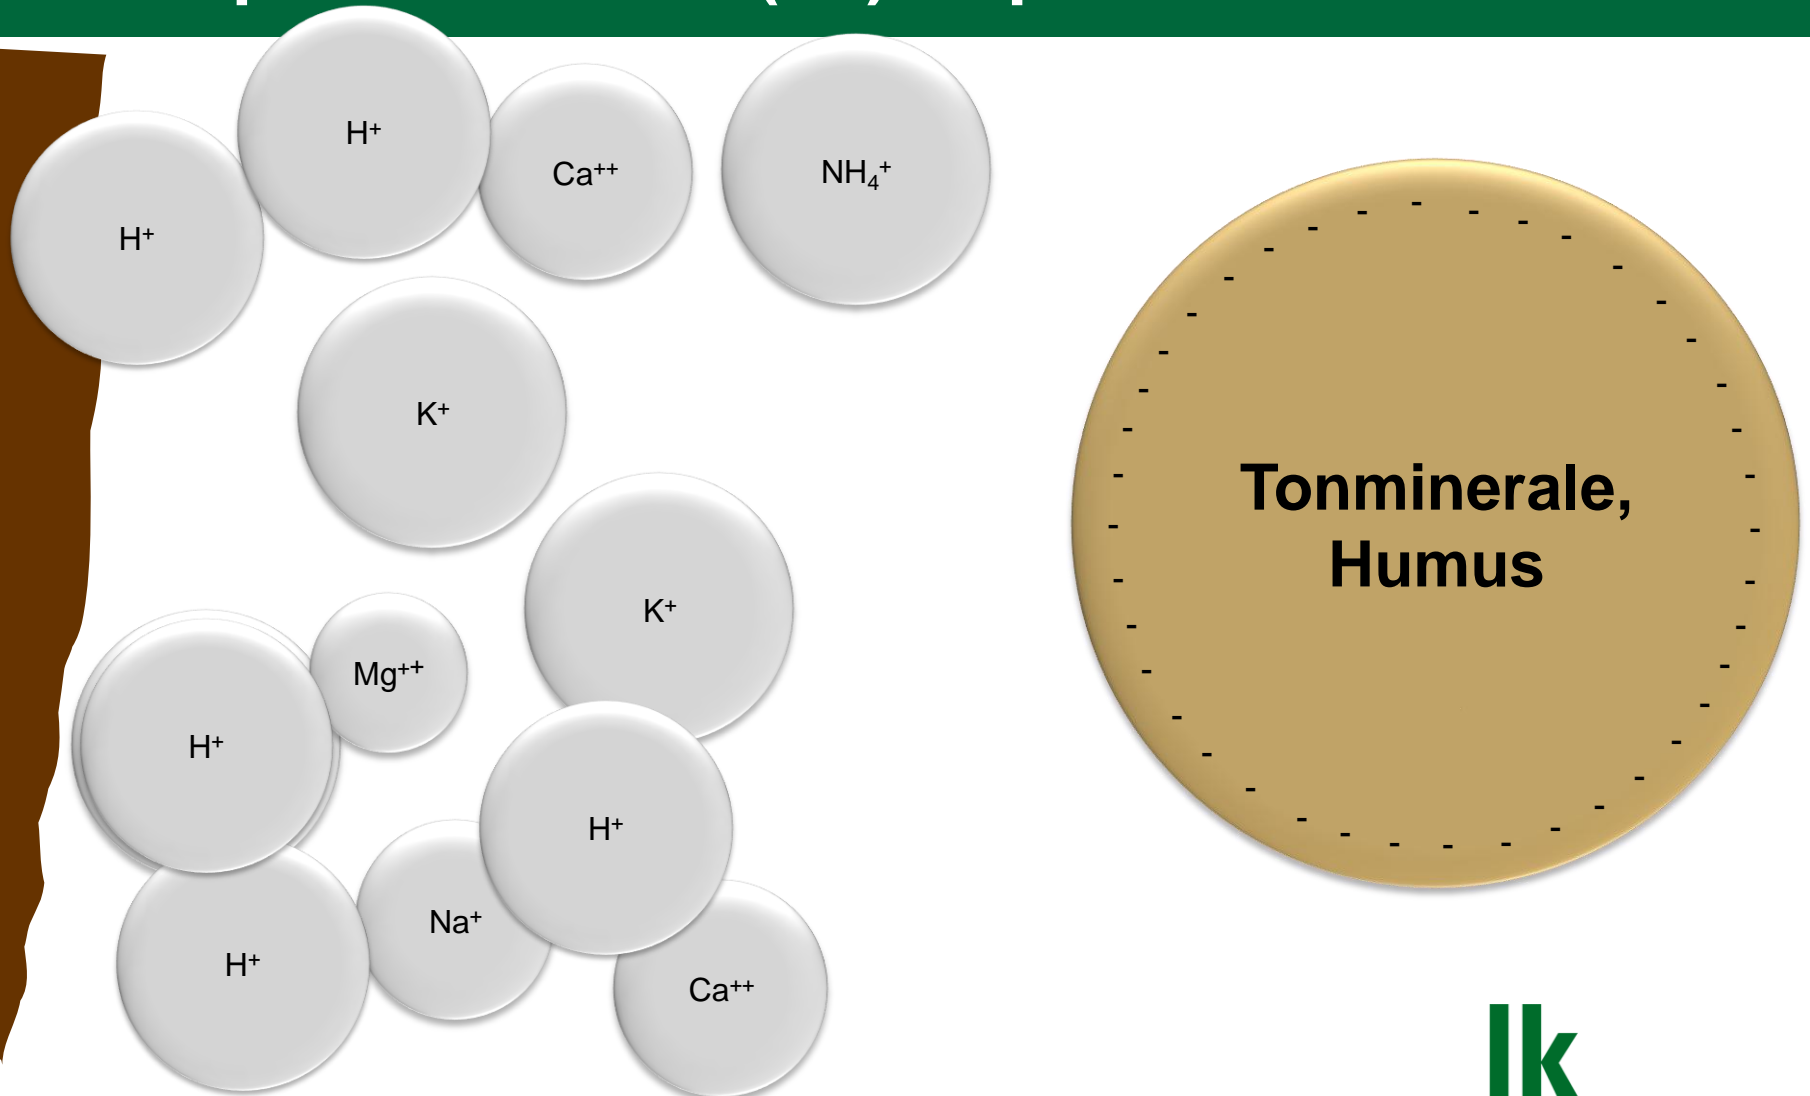 H⁺
Ca⁺⁺
NH₄⁺
H⁺
K⁺
Tonminerale,
Humus
K⁺
Mg⁺⁺
H⁺
H⁺
Na⁺
H⁺
Ca⁺⁺
lk